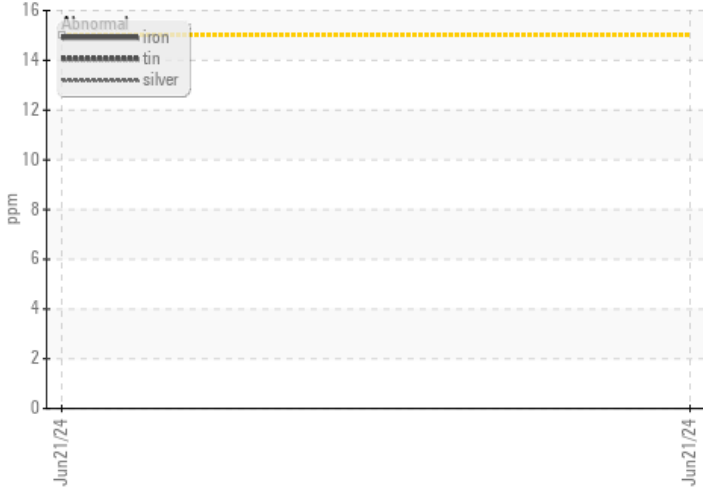 16
14
12
10
8
6
4
2
0
ppm
Abnormal
iron
tin
silver
Jun21/24
Jun21/24